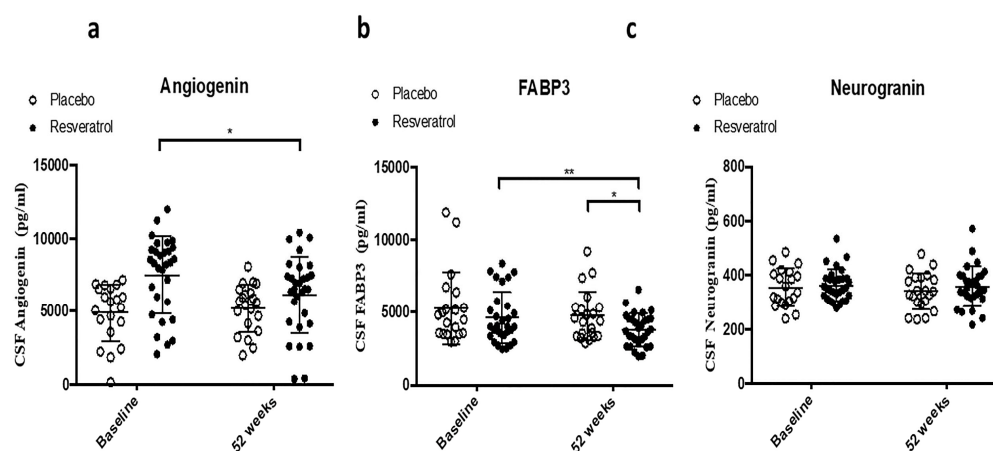 a
Angiogenin
Placebo
Resveratrol
*
15000
10000
5000
0
CSF Angiogenin (pg/ml)
Baseline
52 weeks
b
FABP3
Placebo
Resveratrol
**
*
15000
10000
5000
0
CSF FABP3 (pg/ml)
Baseline
52 weeks
c
Neurogranin
Placebo
Resveratrol
800
600
400
200
0
CSF Neurogranin (pg/ml)
Baseline
52 weeks